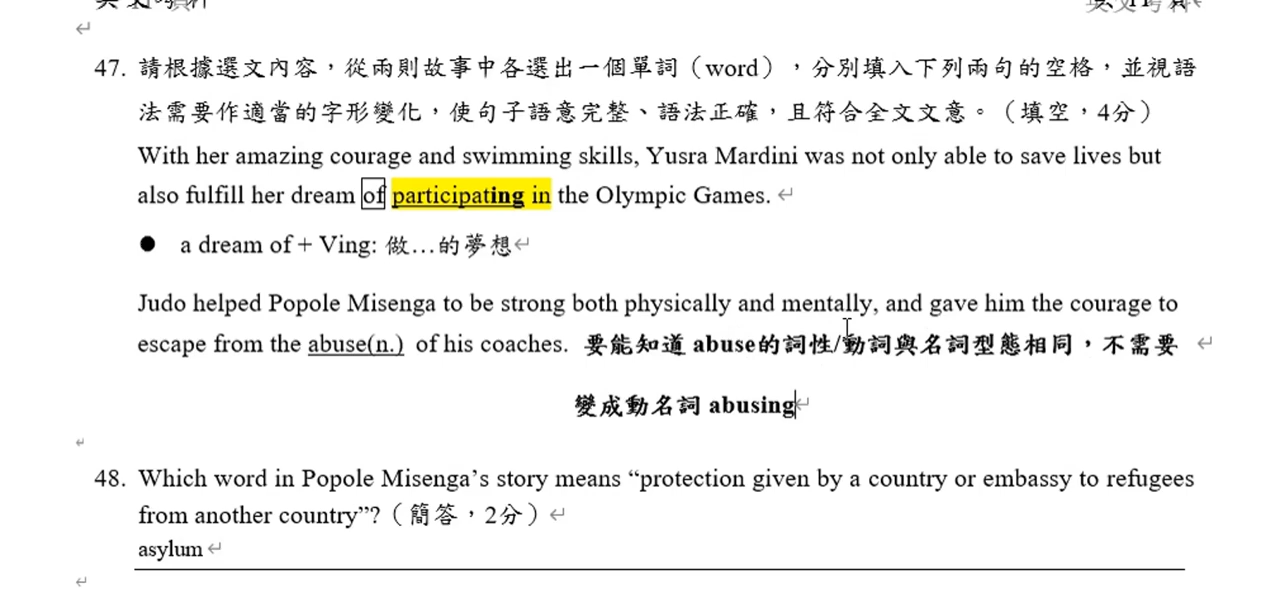 47. 請根據選文內容，從兩則故事中各選出一個單詞（word），分別填入下列兩句的空格，並視語
法需要作適當的字形變化，使句子語意完整、語法正確，且符合全文文意。（填空，4分）
With her amazing courage and swimming skills, Yusra Mardini was not only able to save lives but
also fulfill her dream of participating in the Olympic Games.
● a dream of + Ving: 做…的夢想
Judo helped Popole Misenga to be strong both physically and mentally, and gave him the courage to
escape from the abuse(n.) of his coaches. 要能知道 abuse的詞性/動詞與名詞型態相同，不需要
變成動名詞 abusing
48. Which word in Popole Misenga’s story means “protection given by a country or embassy to refugees
from another country”?（簡答，2分）
asylum